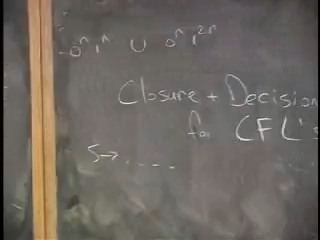 0ⁿ1ⁿ ∪ 0ⁿ1²ⁿ
Closure + Decision
for CFL's
S→ ....